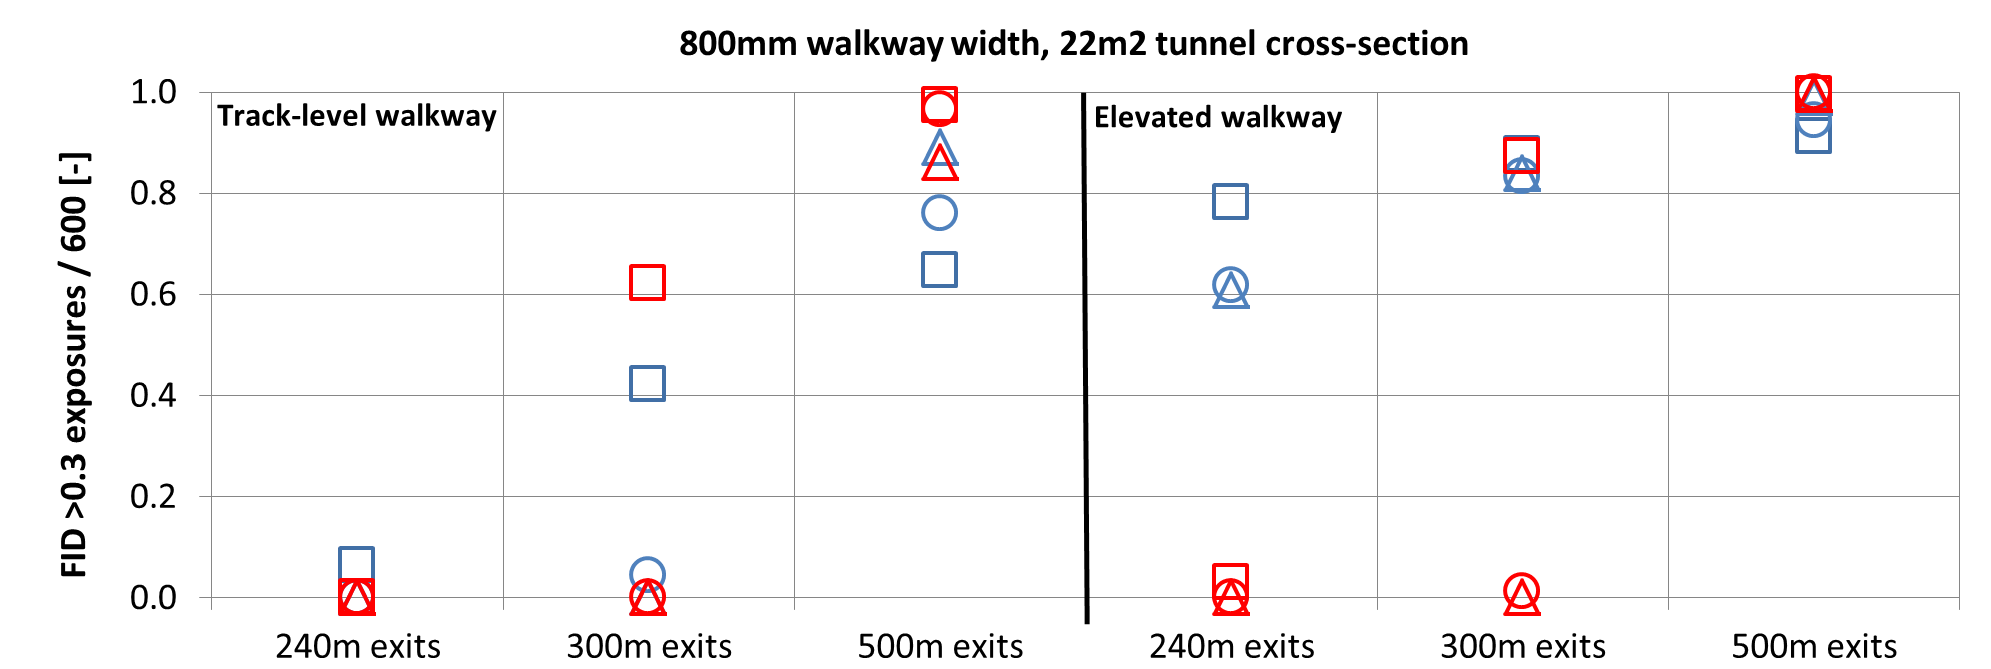 800mm walkway width, 22m2 tunnel cross-section
FID >0.3 exposures / 600 [-]
1.0
0.8
0.6
0.4
0.2
0.0
Track-level walkway
Elevated walkway
240m exits
300m exits
500m exits
240m exits
300m exits
500m exits